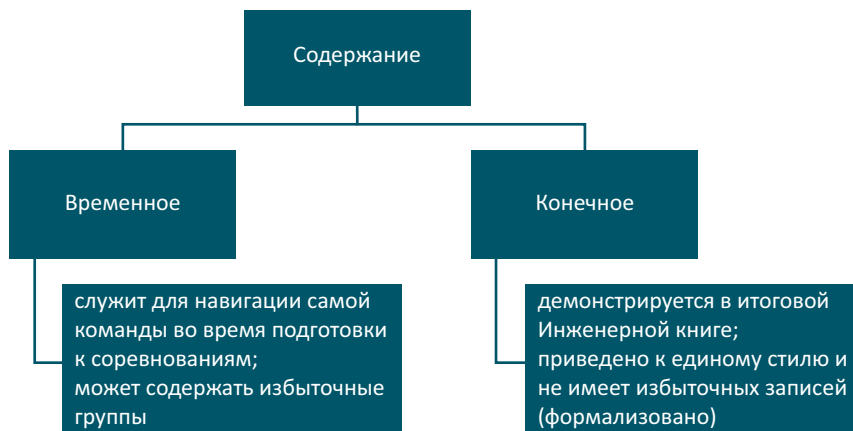 Содержание
Временное
Конечное
служит для навигации самой
команды во время подготовки
к соревнованиям;
может содержать избыточные
группы
демонстрируется в итоговой
Инженерной книге;
приведено к единому стилю и
не имеет избыточных записей
(формализовано)